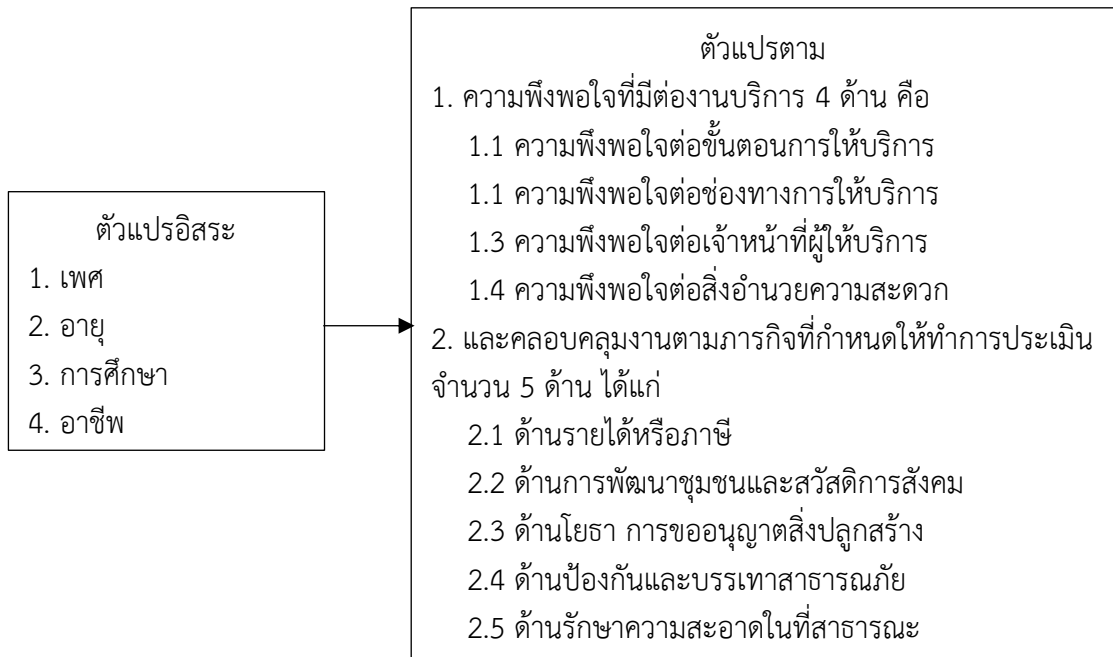 ตัวแปรอิสระ
1. เพศ
2. อายุ
3. การศึกษา
4. อาชีพ
ตัวแปรตาม
1. ความพึงพอใจที่มีต่องานบริการ 4 ด้าน คือ
1.1 ความพึงพอใจต่อขั้นตอนการให้บริการ
1.1 ความพึงพอใจต่อช่องทางการให้บริการ
1.3 ความพึงพอใจต่อเจ้าหน้าที่ผู้ให้บริการ
1.4 ความพึงพอใจต่อสิ่งอำนวยความสะดวก
2. และคลอบคลุมงานตามภารกิจที่กำหนดให้ทำการประเมิน
จำนวน 5 ด้าน ได้แก่
2.1 ด้านรายได้หรือภาษี
2.2 ด้านการพัฒนาชุมชนและสวัสดิการสังคม
2.3 ด้านโยธา การขออนุญาตสิ่งปลูกสร้าง
2.4 ด้านป้องกันและบรรเทาสาธารณภัย
2.5 ด้านรักษาความสะอาดในที่สาธารณะ